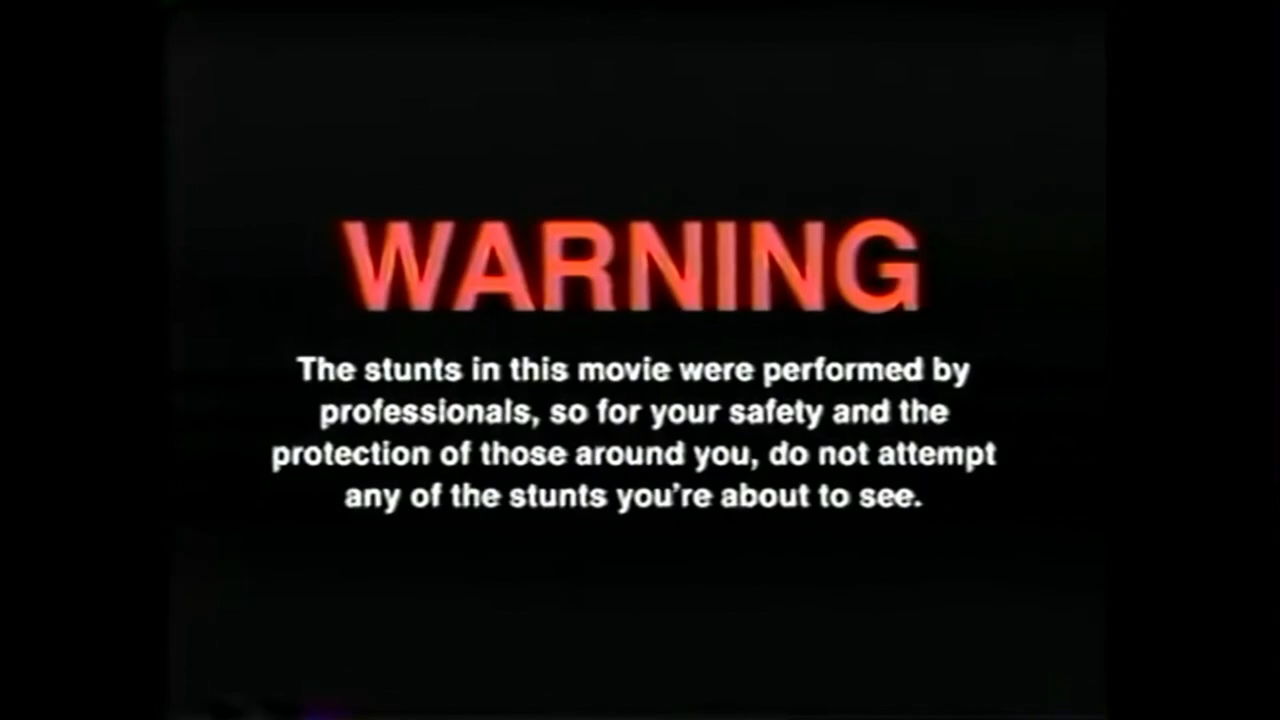 WARNING
The stunts in this movie were performed by
professionals, so for your safety and the
protection of those around you, do not attempt
any of the stunts you're about to see.